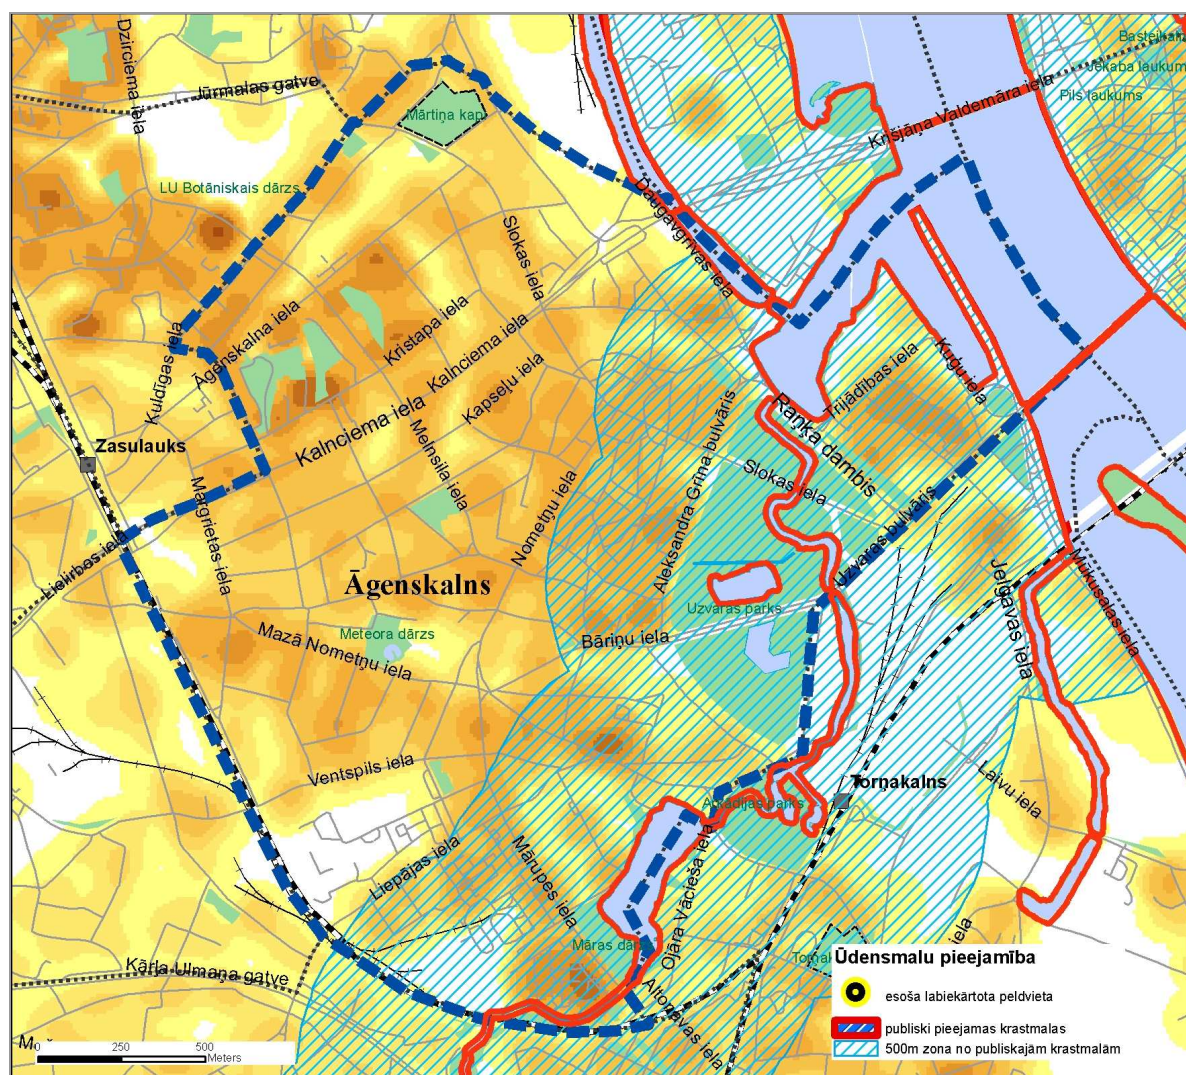 Dzirciema iela
Jūrmalas gatve
Mārtiņa kapi
LU Botāniskais dārzs
Slokas iela
Daugavgrīvas iela
Krišjāņa Valdemāra iela
Jēkaba laukum
Pils laukums
Kuldīgas iela
Āgenskalna iela
Kristapa iela
Kalnciema iela
Kapseļu iela
Kalnciema iela
Melnsila iela
Nometņu iela
Zasulauks
Margrietas iela
Lielirbes iela
Āgenskalns
Mazā Nometņu iela
Meteora dārzs
Ventspils iela
Liepājas iela
Mārupes iela
Kārļa Ulmaņa gatve
Aleksandra Grīna bulvāris
Raņķa dambis
Trijādības iela
Kuģu iela
Slokas iela
Uzvaras bulvāris
Uzvaras parks
Bāriņu iela
Jelgavas iela
Mūkusalas iela
Torņakalns
Arkādijas parks
Laivu iela
Ojāra Vācieša iela
Māras dārzs
Altonavas iela
iela
Ūdensmalu pieejamība
esoša labiekārtota peldvieta
publiski pieejamas krastmalas
500m zona no publiskajām krastmalām
0 250 500
Meters